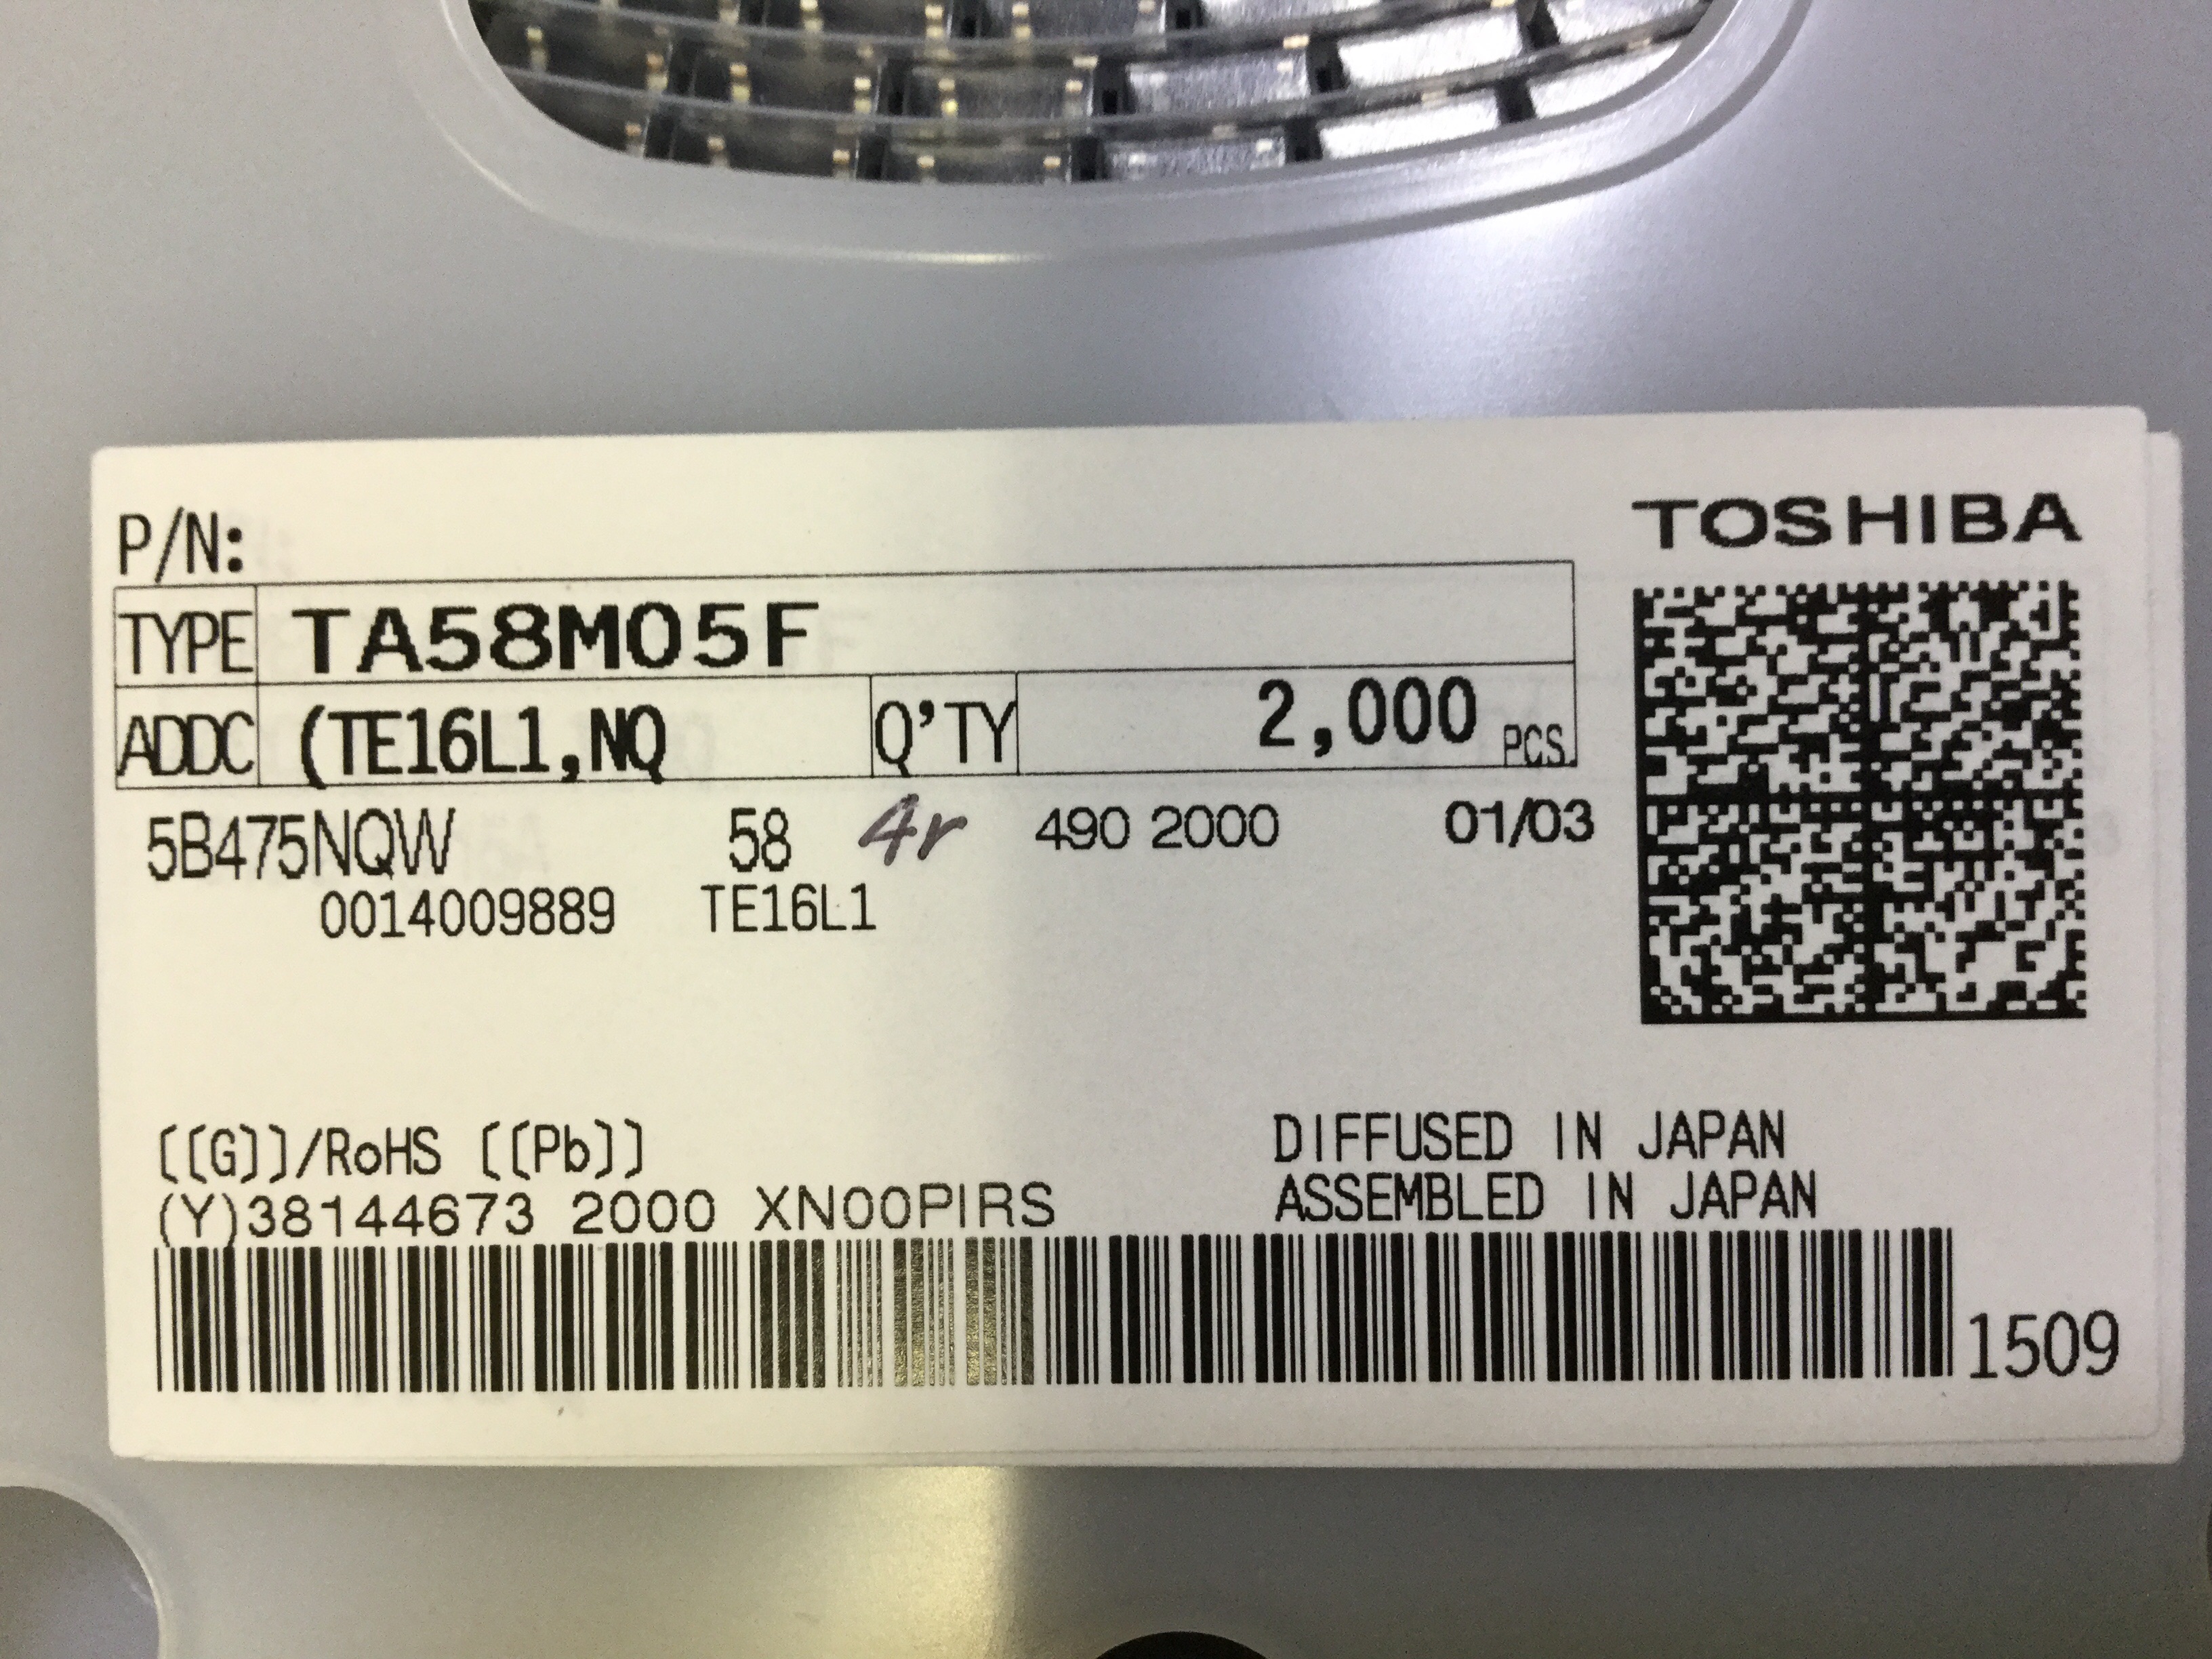 P/N:
TOSHIBA
TYPE TA58M05F
ADDC (TE16L1,NQ Q'TY 2,000 PCS.
5B475NQW 58 4r 490 2000 01/03
0014009889 TE16L1
[[G]]/RoHS [[Pb]]
DIFFUSED IN JAPAN
(Y)38144673 2000 XN00PIRS
ASSEMBLED IN JAPAN
1509